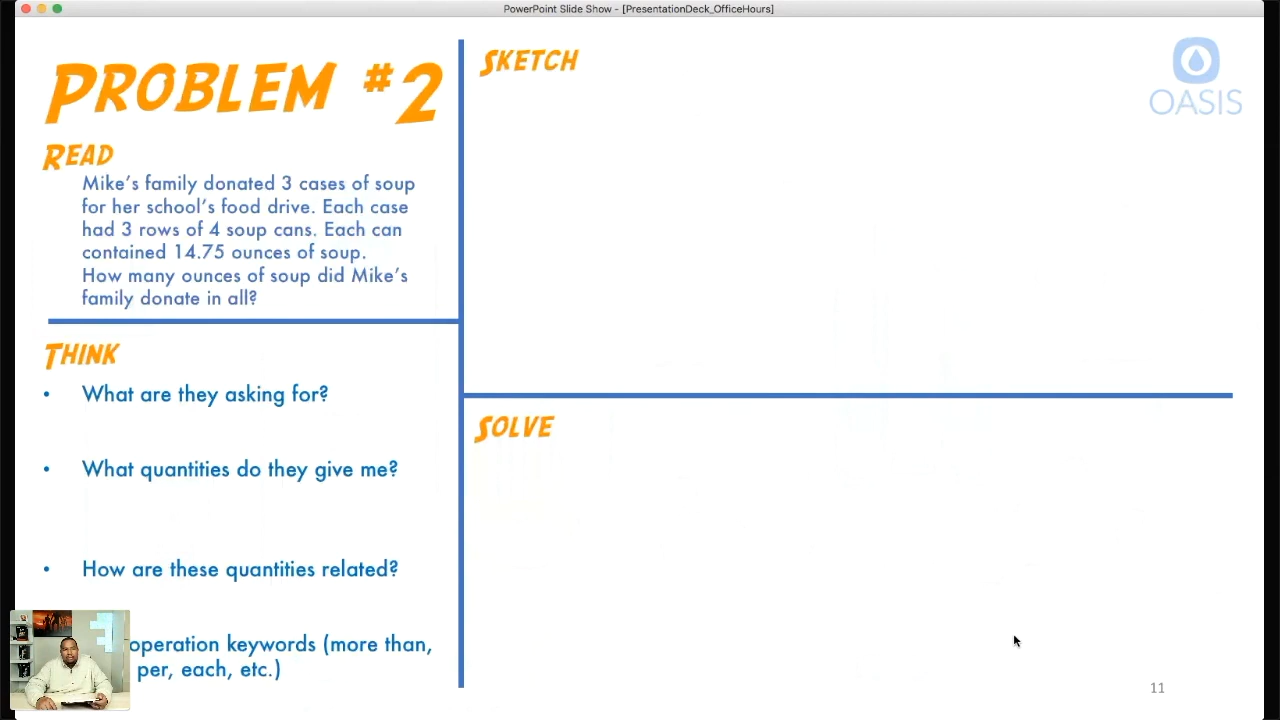 PowerPoint Slide Show - [PresentationDeck_OfficeHours]
PROBLEM #2
READ
Mike's family donated 3 cases of soup
for her school's food drive. Each case
had 3 rows of 4 soup cans. Each can
contained 14.75 ounces of soup.
How many ounces of soup did Mike's
family donate in all?
THINK
• What are they asking for?
• What quantities do they give me?
• How are these quantities related?
operation keywords (more than,
per, each, etc.)
SKETCH
OASIS
SOLVE
11